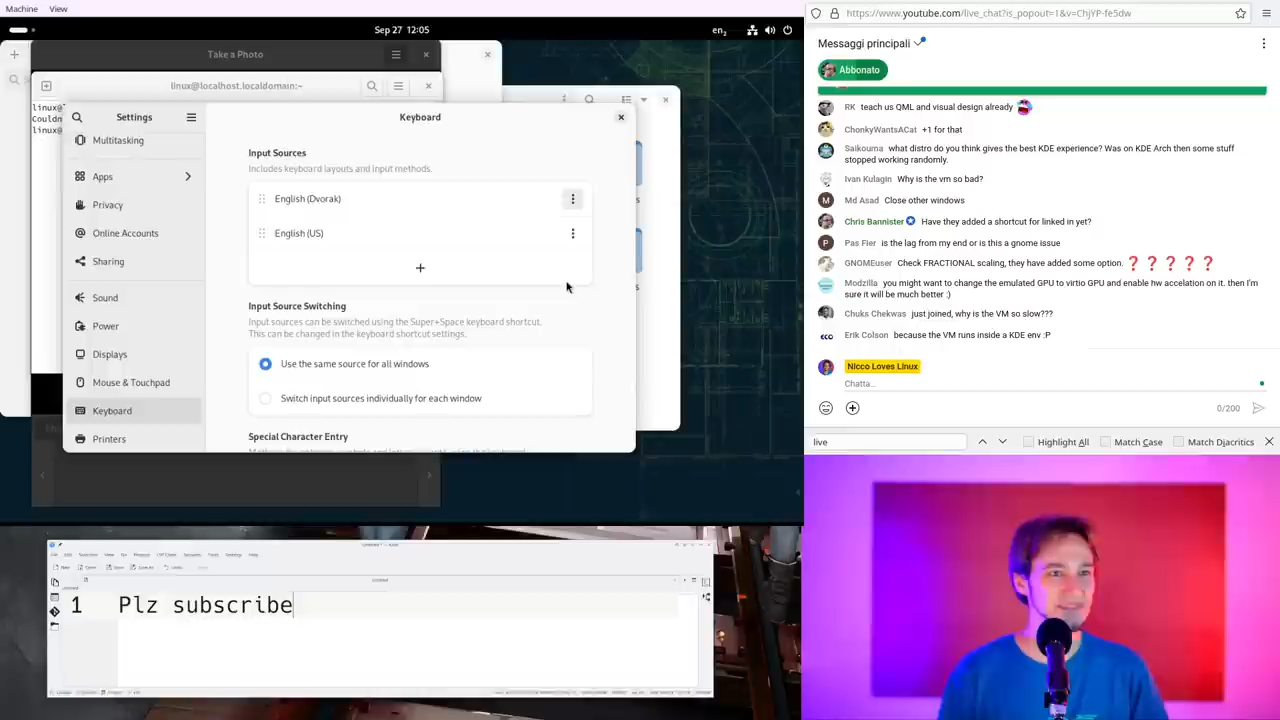 Machine View
Sep 27 12:05
en₂
Take a Photo
linux@localhost.localdomain:~
linux@
Settings
Multitasking
Apps
Privacy
Online Accounts
Sharing
Sound
Power
Displays
Mouse & Touchpad
Keyboard
Printers
Keyboard
Input Sources
Includes keyboard layouts and input methods.
English (Dvorak)
English (US)
+
Input Source Switching
Input sources can be switched using the Super+Space keyboard shortcut.
This can be changed in the keyboard shortcut settings.
Use the same source for all windows
Switch input sources individually for each window
Special Character Entry
1 Plz subscribe
https://www.youtube.com/live_chat?is_popout=1&v=ChjYP-fe5dw
Messaggi principali
Abbonato
RK teach us QML and visual design already
ChonkyWantsACat +1 for that
Saikouma what distro do you think gives the best KDE experience? Was on KDE Arch then some stuff
stopped working randomly.
Ivan Kulagin Why is the vm so bad?
M Md Asad Close other windows
Chris Bannister Have they added a shortcut for linked in yet?
P Pas Fier is the lag from my end or is this a gnome issue
GNOMEuser Check FRACTIONAL scaling, they have added some option. ❓ ❓ ❓ ❓ ❓
Modzilla you might want to change the emulated GPU to virtio GPU and enable hw accelation on it. then I'm
sure it will be much better :)
Chuks Chekwas just joined, why is the VM so slow???
Erik Colson because the VM runs inside a KDE env :P
Nicco Loves Linux
Chatta...
0/200
live
Highlight All
Match Case
Match Diacritics